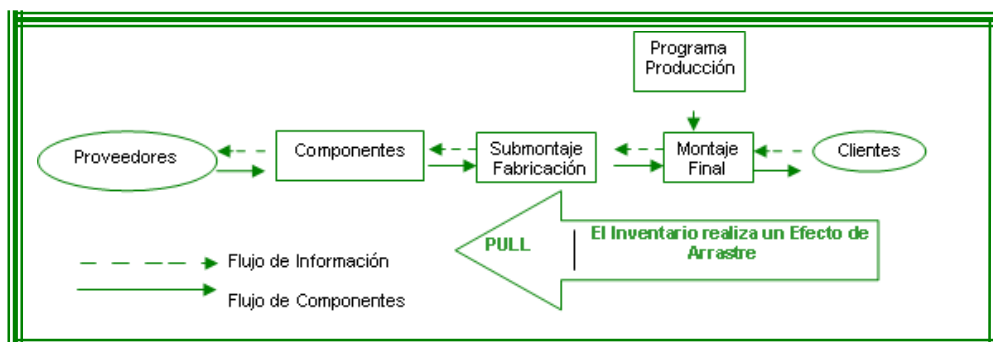 Programa
Producción
Proveedores
Componentes
Submontaje
Fabricación
Montaje
Final
Clientes
PULL
El Inventario realiza un Efecto de
Arrastre
Flujo de Información
Flujo de Componentes